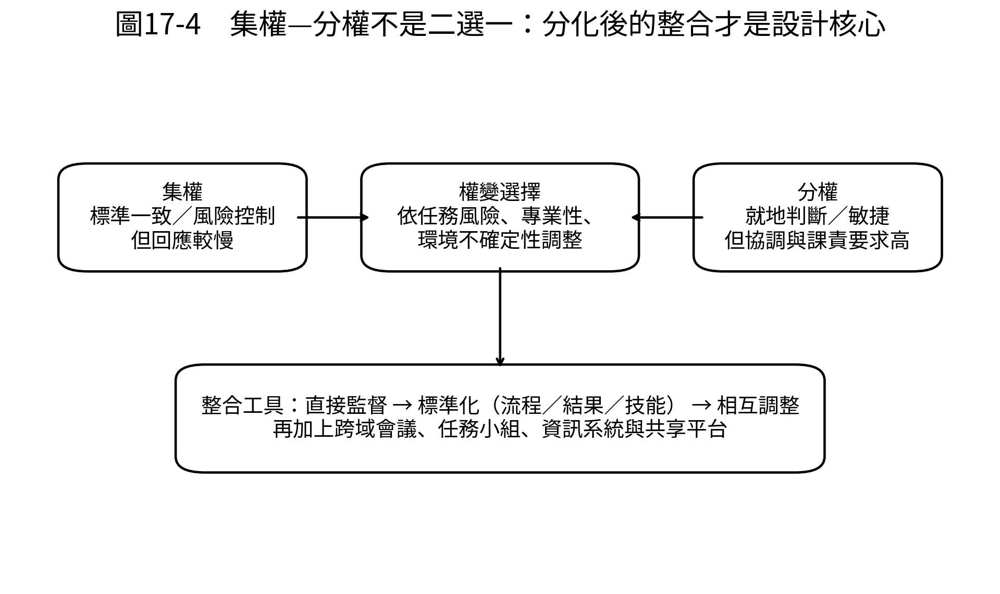 圖17-4　集權—分權不是二選一：分化後的整合才是設計核心
集權
標準一致／風險控制
但回應較慢
權變選擇
依任務風險、專業性、
環境不確定性調整
分權
就地判斷／敏捷
但協調與課責要求高
整合工具：直接監督 → 標準化（流程／結果／技能） → 相互調整
再加上跨域會議、任務小組、資訊系統與共享平台